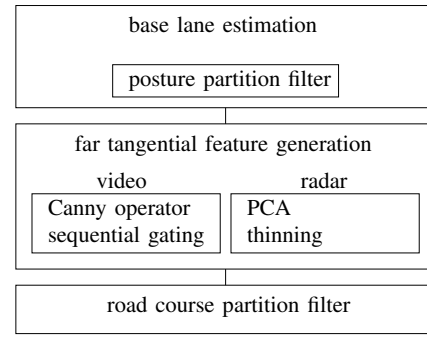 base lane estimation
posture partition filter
far tangential feature generation
video radar
Canny operator PCA
sequential gating thinning
road course partition filter